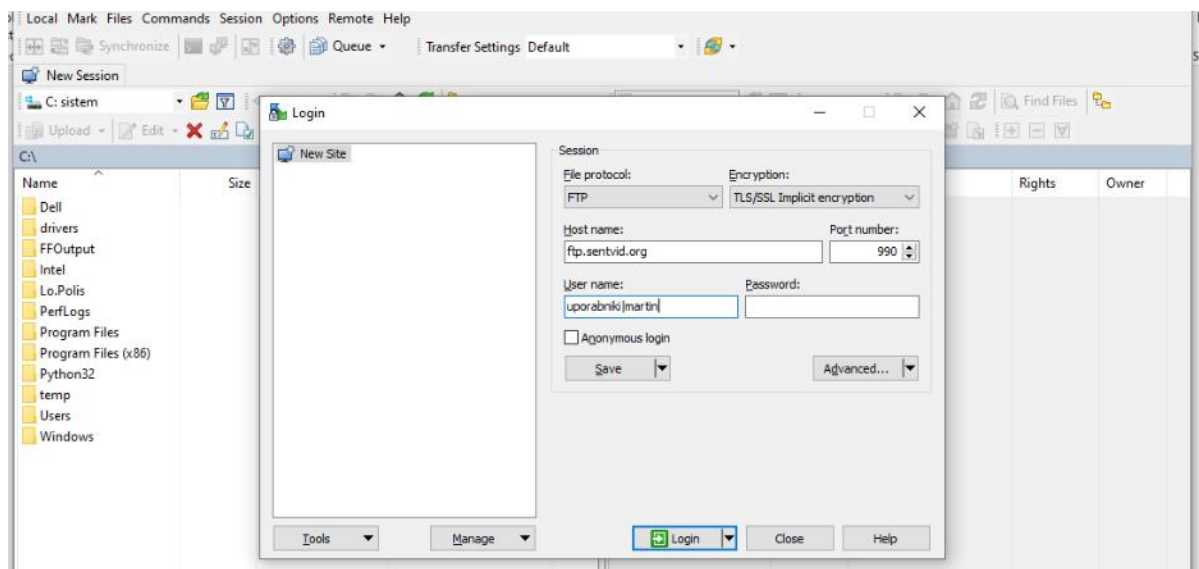 Local Mark Files Commands Session Options Remote Help
Synchronize Queue Transfer Settings Default
New Session
C: sistem Find Files
Upload Edit
C:\
Name Size Rights Owner
Dell
drivers
FFOutput
Intel
Lo.Polis
PerfLogs
Program Files
Program Files (x86)
Python32
temp
Users
Windows
Login
New Site
Session
File protocol: Encryption:
FTP TLS/SSL Implicit encryption
Host name: Port number:
ftp.sentvid.org 990
User name: Password:
uporabniki|martin
Anonymous login
Save Advanced...
Tools Manage Login Close Help